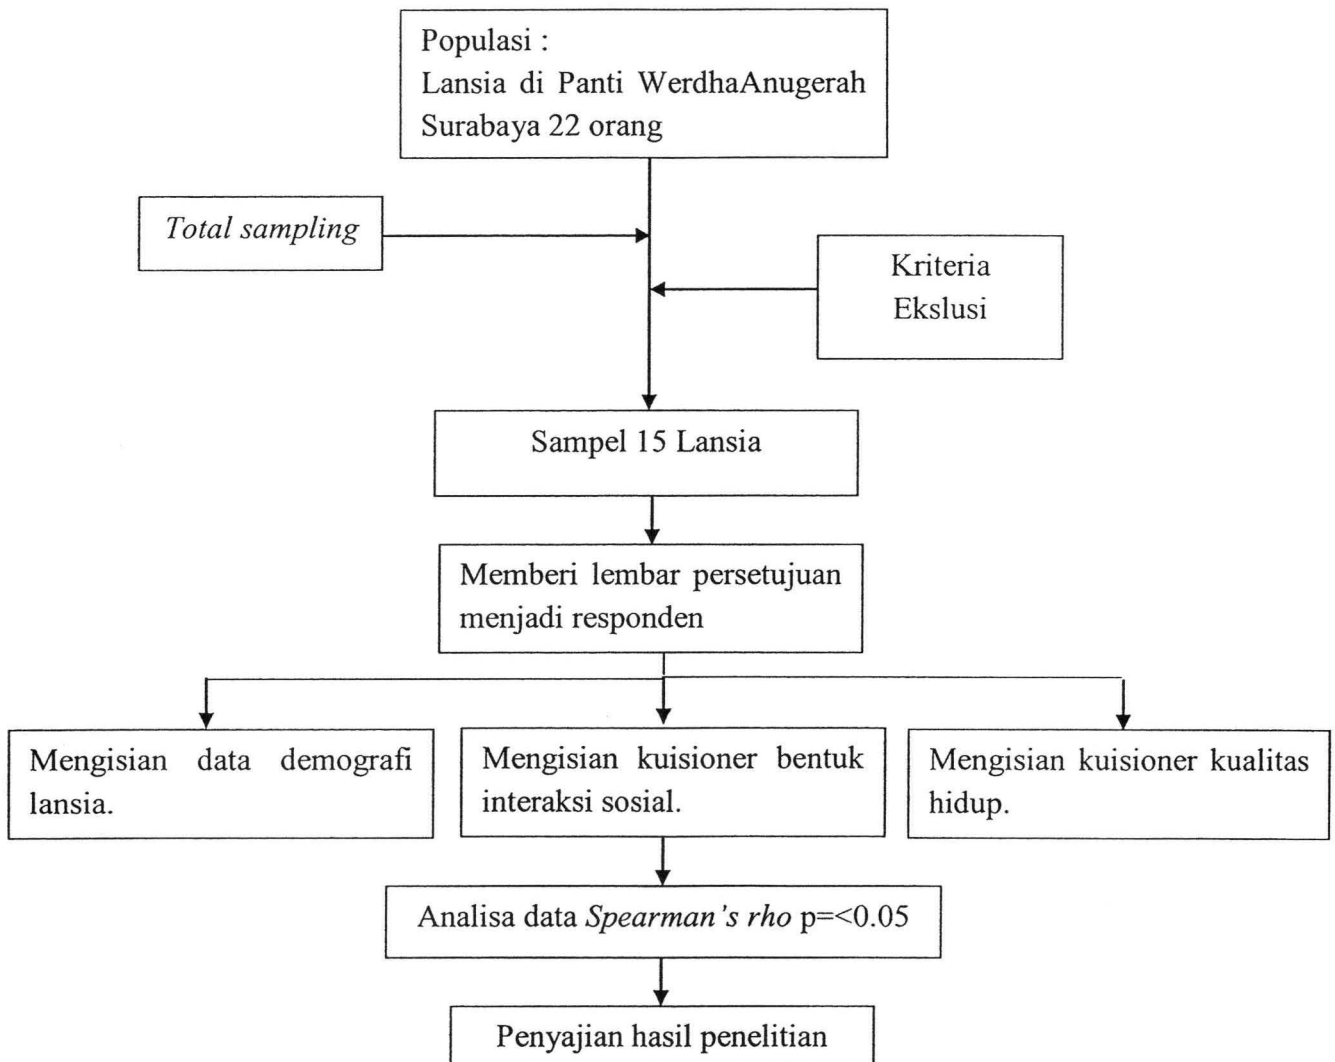 Populasi :
Lansia di Panti WerdhaAnugerah
Surabaya 22 orang
Total sampling
Kriteria
Ekslusi
Sampel 15 Lansia
Memberi lembar persetujuan
menjadi responden
Mengisian data demografi
lansia.
Mengisian kuisioner bentuk
interaksi sosial.
Mengisian kuisioner kualitas
hidup.
Analisa data Spearman's rho p=<0.05
Penyajian hasil penelitian